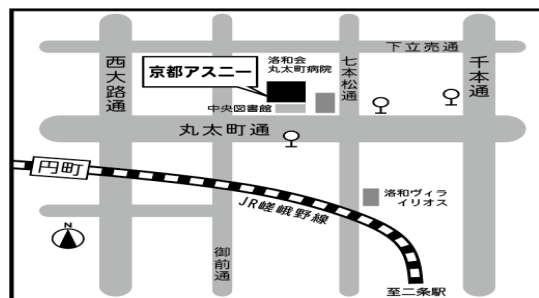 下立売通
西大路通
京都アスニー
洛和会
丸太町病院
七本松通
千本通
中央図書館
丸太町通
円町
洛和ヴィラ
イリオス
JR嵯峨野線
御前通
N
至二条駅